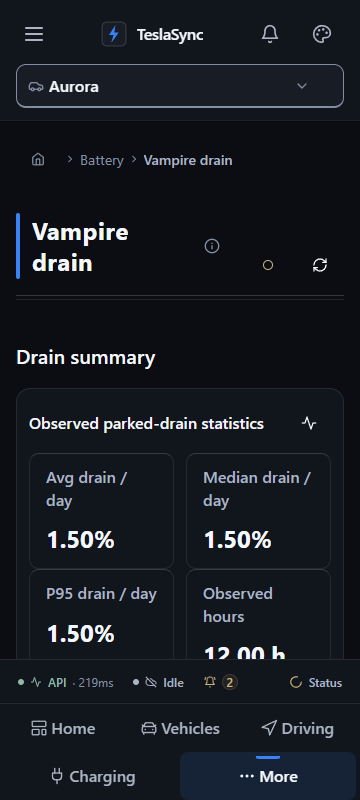 TeslaSync
Aurora
Battery Vampire drain
Vampire
drain
Drain summary
Observed parked-drain statistics
Avg drain /
day
1.50%
Median drain /
day
1.50%
P95 drain / day
1.50%
Observed
hours
12.00 h
API · 219ms Idle 2 Status
Home Vehicles Driving
Charging More